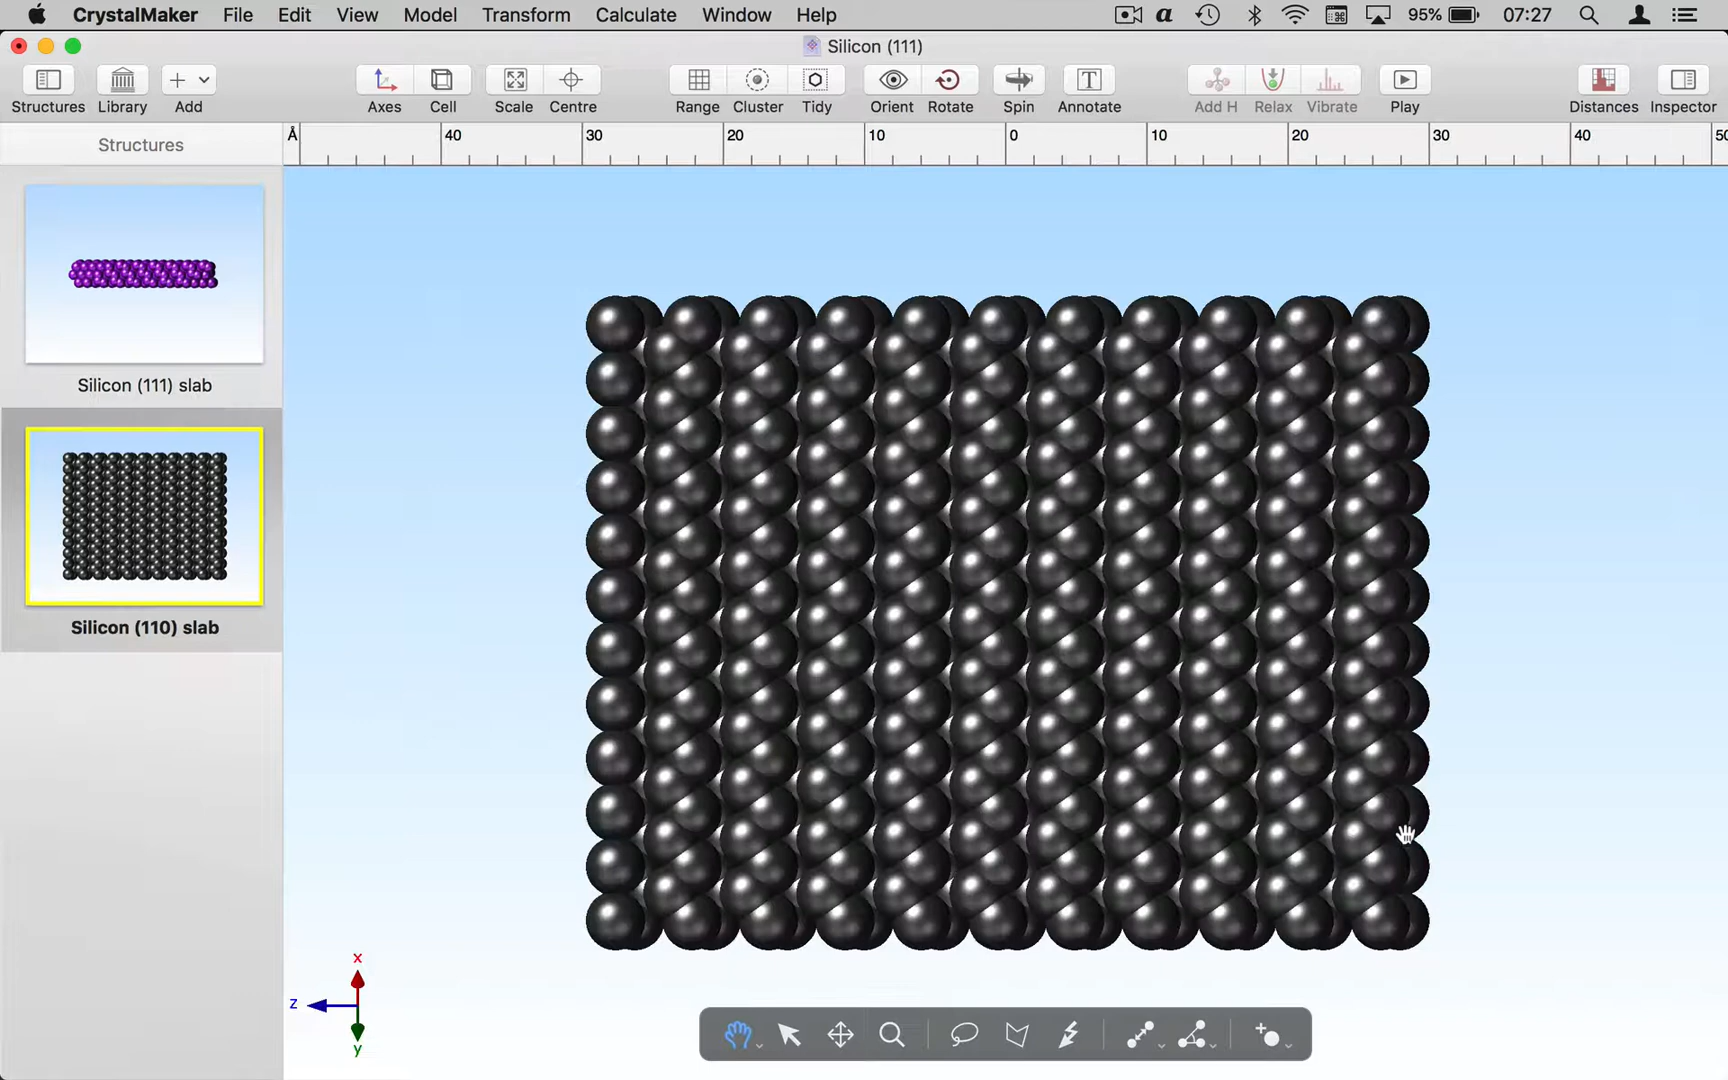 CrystalMaker File Edit View Model Transform Calculate Window Help 95% 07:27
Silicon (111)
Structures Library Add Axes Cell Scale Centre Range Cluster Tidy Orient Rotate Spin Annotate Add H Relax Vibrate Play Distances Inspector
Structures
Å 40 30 20 10 0 10 20 30 40 50
Silicon (111) slab
Silicon (110) slab
x
z
y